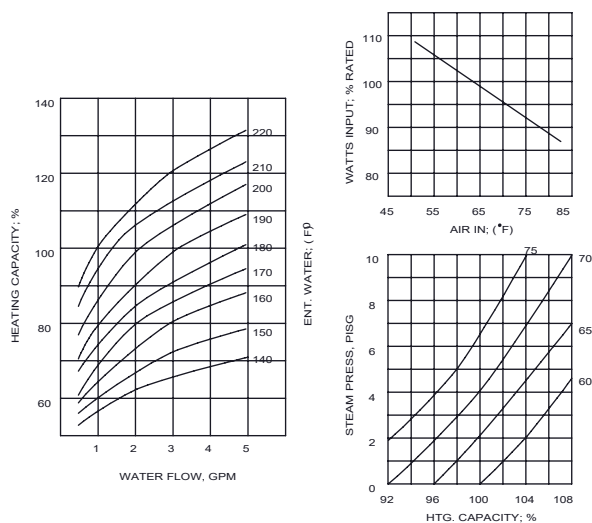 140
120
100
80
60
HEATING CAPACITY; %
220
210
200
190
180
170
160
150
140
ENT. WATER; ( Fº
1 2 3 4 5
WATER FLOW, GPM
110
100
90
80
WATTS INPUT; % RATED
45 55 65 75 85
AIR IN; (°F)
75
70
65
60
10
8
6
4
2
0
STEAM PRESS, PISG
92 96 100 104 108
HTG. CAPACITY; %